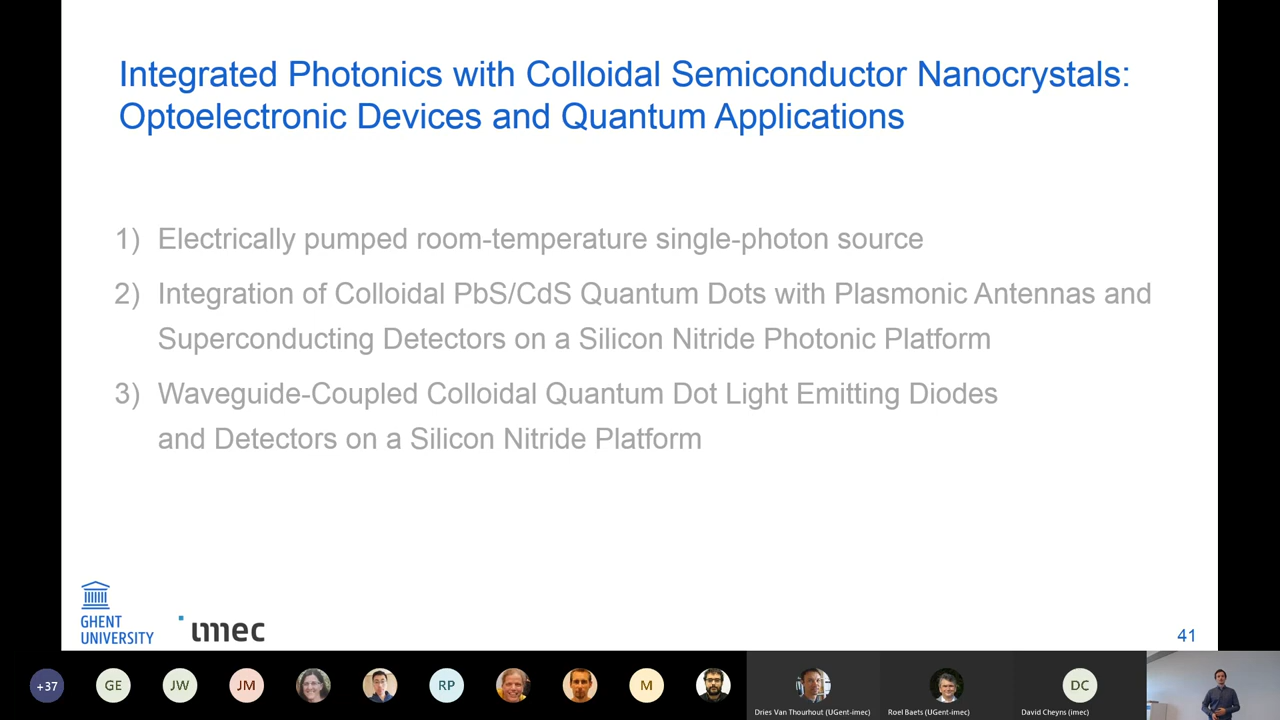 Integrated Photonics with Colloidal Semiconductor Nanocrystals:
Optoelectronic Devices and Quantum Applications
1) Electrically pumped room-temperature single-photon source
2) Integration of Colloidal PbS/CdS Quantum Dots with Plasmonic Antennas and
Superconducting Detectors on a Silicon Nitride Photonic Platform
3) Waveguide-Coupled Colloidal Quantum Dot Light Emitting Diodes
and Detectors on a Silicon Nitride Platform
GHENT
UNIVERSITY
imec
41
+37
GE
JW
JM
RP
M
DC
Dries Van Thourhout (UGent-imec)
Roel Baets (UGent-imec)
David Cheyns (imec)